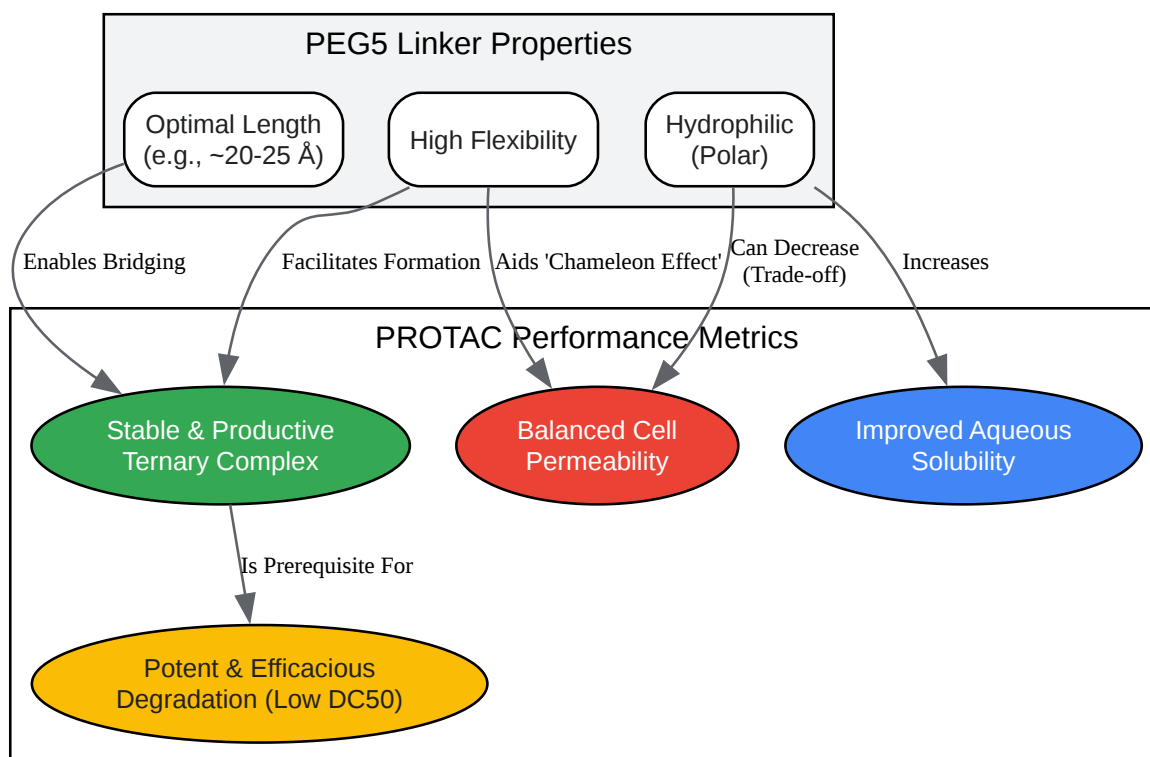 PEG5 Linker Properties
Optimal Length
(e.g., ~20-25 Å)
High Flexibility
Hydrophilic
(Polar)
Enables Bridging
Facilitates Formation
Aids 'Chameleon Effect'
Can Decrease
(Trade-off)
Increases
PROTAC Performance Metrics
Stable & Productive
Ternary Complex
Balanced Cell
Permeability
Improved Aqueous
Solubility
Is Prerequisite For
Potent & Efficacious
Degradation (Low DC50)